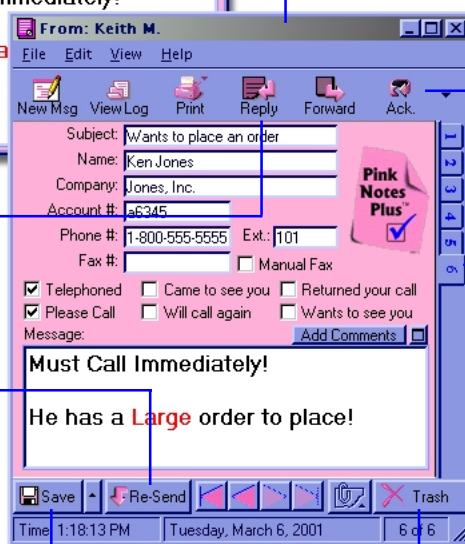 mmediately!
From: Keith M.
File Edit View Help
New Msg View Log Print Reply Forward Ack.
Subject: Wants to place an order
Name: Ken Jones
Company: Jones, Inc.
Account #: a6345
Phone #: 1-800-555-5555 Ext.: 101
Fax #: Manual Fax
Pink
Notes
Plus™
1
2
3
4
5
6
Telephoned Came to see you Returned your call
Please Call Will call again Wants to see you
Message: Add Comments
Must Call Immediately!
He has a Large order to place!
Save Re-Send Trash
Time 1:18:13 PM Tuesday, March 6, 2001 6 of 6